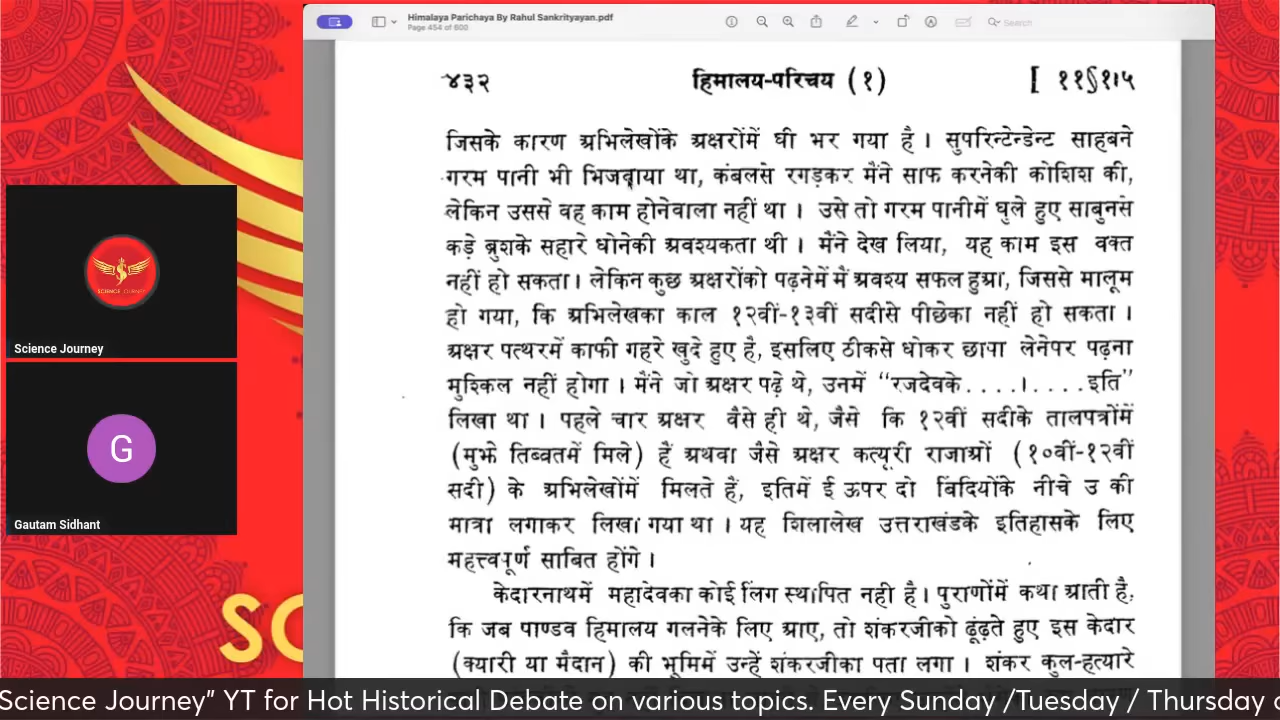 Himalaya Parichaya By Rahul Sankrityayan.pdf
Page 454 of 600
Search
४३२ हिमालय-परिचय (१) [ ११§१५
जिसके कारण अभिलेखोंके अक्षरोंमें घी भर गया है । सुपरिन्टेन्डेन्ट साहबने
गरम पानी भी भिजवाया था, कंबलसे रगड़कर मैंने साफ करनेकी कोशिश की,
लेकिन उससे वह काम होनेवाला नहीं था । उसे तो गरम पानीमें घुले हुए साबुनसे
कड़े ब्रुशके सहारे धोनेकी अवश्यकता थी । मैंने देख लिया, यह काम इस वक्त
नहीं हो सकता । लेकिन कुछ अक्षरोंको पढ़नेमें मैं अवश्य सफल हुआ, जिससे मालूम
हो गया, कि अभिलेखका काल १२वीं-१३वीं सदीसे पीछेका नहीं हो सकता ।
अक्षर पत्थरमें काफी गहरे खुदे हुए है, इसलिए ठीकसे धोकर छापा लेनेपर पढ़ना
मुश्किल नहीं होगा । मैंने जो अक्षर पढ़े थे, उनमें “रजदेवके . . . . ।. . . . इति”
लिखा था । पहले चार अक्षर वैसे ही थे, जैसे कि १२वीं सदीके तालपत्रोंमें
(मुझे तिब्बतमें मिले) हैं अथवा जैसे अक्षर कत्यूरी राजाओं (१०वीं-१२वीं
सदी) के अभिलेखोंमें मिलते हैं, इतिमें ई ऊपर दो बिंदियोंके नीचे उ की
मात्रा लगाकर लिखा गया था । यह शिलालेख उत्तराखंडके इतिहासके लिए
महत्त्वपूर्ण साबित होंगे ।
केदारनाथमें महादेवका कोई लिंग स्थापित नही है । पुराणोंमें कथा आती है,
कि जब पाण्डव हिमालय गलनेके लिए आए, तो शंकरजीको ढूंढ़ते हुए इस केदार
(क्यारी या मैदान) की भूमिमें उन्हें शंकरजीका पता लगा । शंकर कुल-हत्यारे
SCIENCE JOURNEY
Science Journey
G
Gautam Sidhant
SC
Science Journey” YT for Hot Historical Debate on various topics. Every Sunday /Tuesday / Thursday